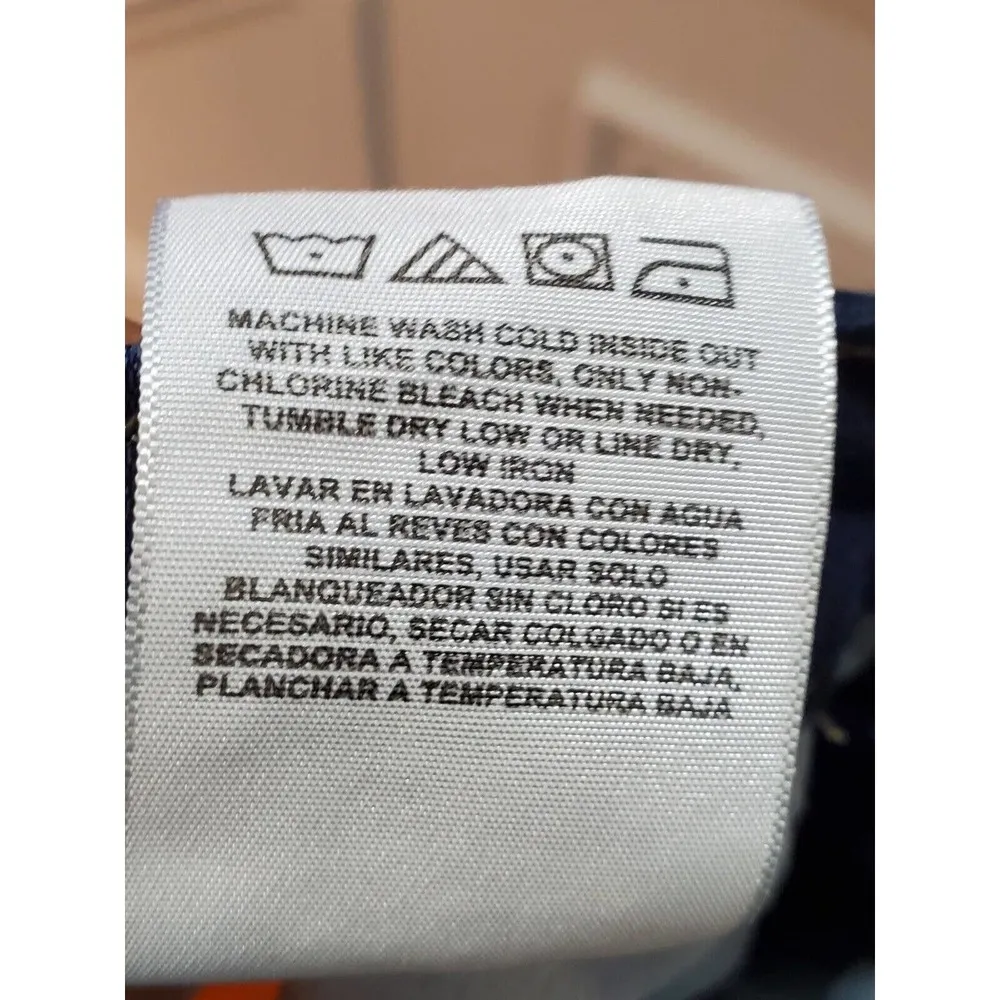 MACHINE WASH COLD INSIDE OUT
WITH LIKE COLORS, ONLY NON-
CHLORINE BLEACH WHEN NEEDED,
TUMBLE DRY LOW OR LINE DRY,
LOW IRON
LAVAR EN LAVADORA CON AGUA
FRIA AL REVES CON COLORES
SIMILARES, USAR SOLO
BLANQUEADOR SIN CLORO SI ES
NECESARIO, SECAR COLGADO O EN
SECADORA A TEMPERATURA BAJA,
PLANCHAR A TEMPERATURA BAJA